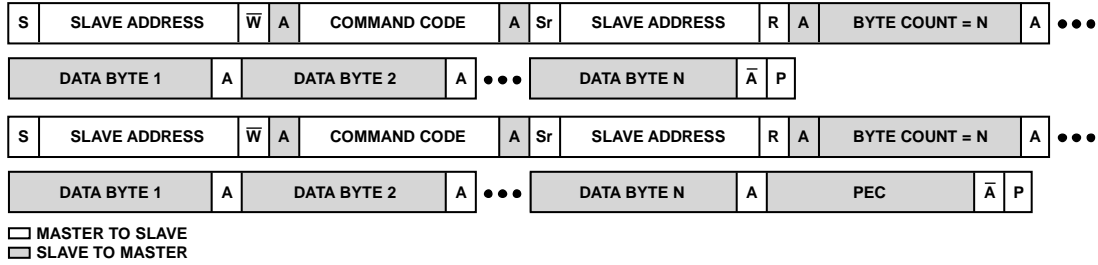 S SLAVE ADDRESS W̅ A COMMAND CODE A Sr SLAVE ADDRESS R A BYTE COUNT = N A •••
DATA BYTE 1 A DATA BYTE 2 A ••• DATA BYTE N A̅ P
S SLAVE ADDRESS W̅ A COMMAND CODE A Sr SLAVE ADDRESS R A BYTE COUNT = N A •••
DATA BYTE 1 A DATA BYTE 2 A ••• DATA BYTE N A PEC A̅ P
MASTER TO SLAVE
SLAVE TO MASTER